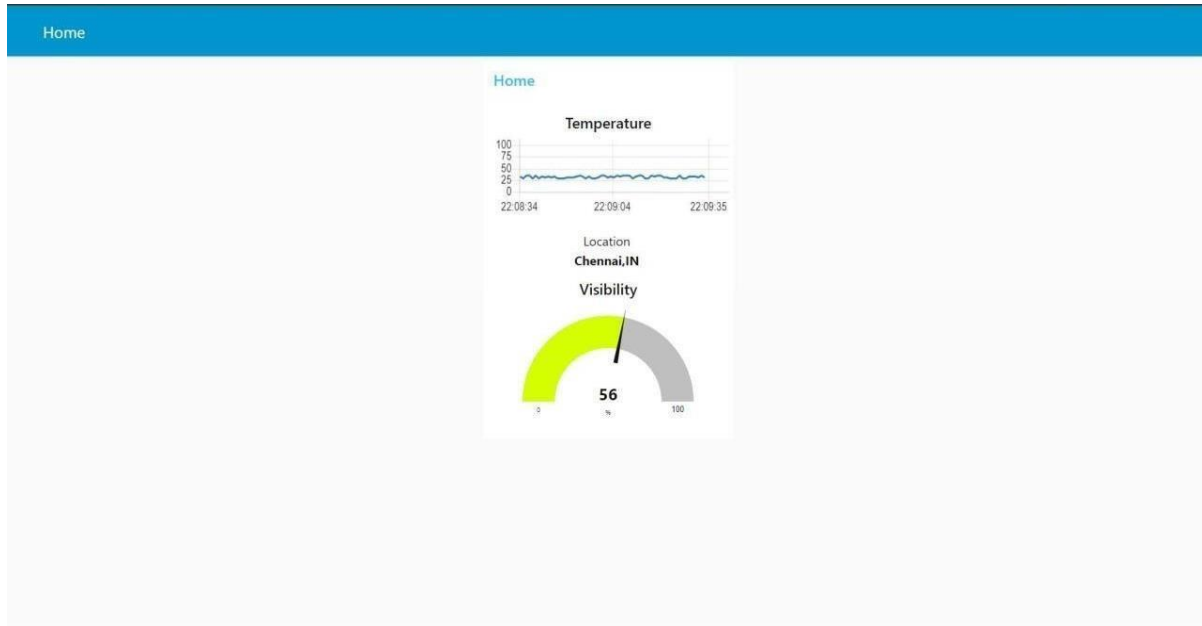 Home
Home
Temperature
100
75
50
25
0
22:08:34 22:09:04 22:09:35
Location
Chennai,IN
Visibility
56
0 % 100